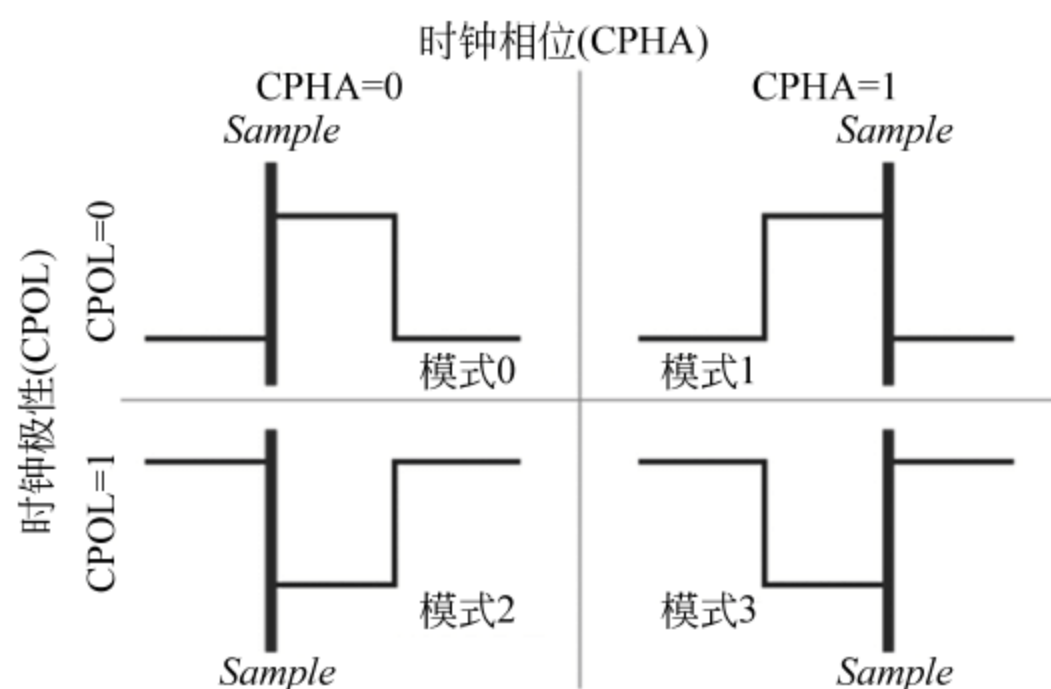 时钟相位(CPHA)
CPHA=0
CPHA=1
Sample
Sample
时钟极性(CPOL)
CPOL=0
模式0
模式1
CPOL=1
模式2
模式3
Sample
Sample